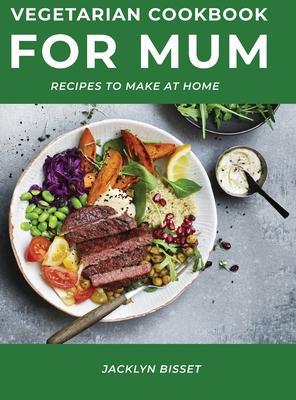 VEGETARIAN COOKBOOK
FOR MUM
RECIPES TO MAKE AT HOME
JACKLYN BISSET